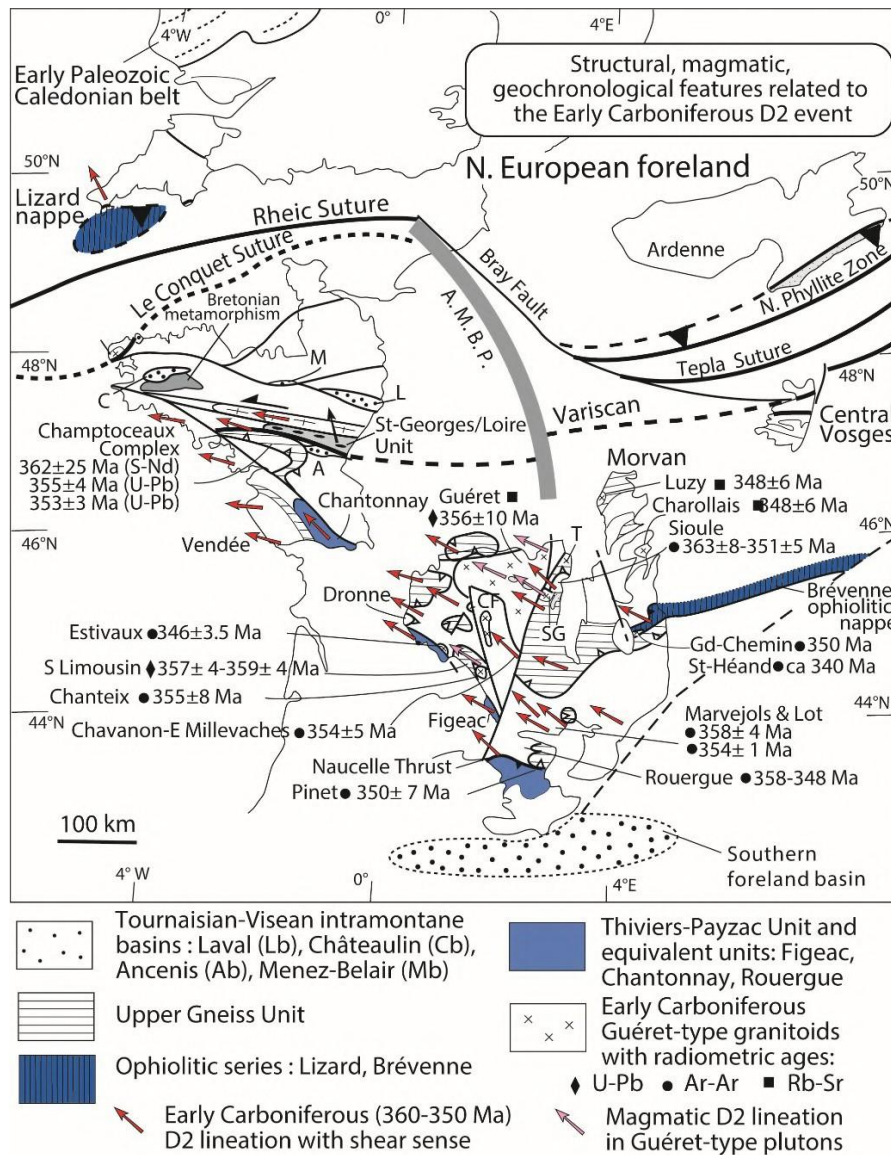 4°W
0°
4°E
Early Paleozoic
Caledonian belt
Structural, magmatic,
geochronological features related to
the Early Carboniferous D2 event
50°N
N. European foreland
50°N
Lizard
nappe
Rheic Suture
Le Conquet Suture
Ardenne
Bray Fault
N. Phyllite Zone
Bretonian
metamorphism
A.M.B.P.
48°N
M
Tepla Suture
48°N
C
L
Variscan
Central
Vosges
St-Georges/Loire
Unit
Champtoceaux
Complex
362±25 Ma (S-Nd)
355±4 Ma (U-Pb)
353±3 Ma (U-Pb)
A
Morvan
Chantonnay
Guéret ■
♦ 356±10 Ma
Luzy ■ 348±6 Ma
Charollais ■ 348±6 Ma
46°N
Vendée
T
Sioule
● 363±8-351±5 Ma
46°N
Dronne
CF
Brévenne
ophiolitic
nappe
Estivaux ● 346±3.5 Ma
SG
Gd-Chemin ● 350 Ma
S Limousin ♦ 357± 4-359± 4 Ma
St-Héand ● ca 340 Ma
Chanteix ● 355±8 Ma
44°N
Chavanon-E Millevaches ● 354±5 Ma
Figeac
Marvejols & Lot
● 358± 4 Ma
● 354± 1 Ma
44°N
Naucelle Thrust
Rouergue ● 358-348 Ma
Pinet ● 350± 7 Ma
100 km
Southern
foreland basin
4° W
0°
4°E
Tournaisian-Visean intramontane
basins : Laval (Lb), Châteaulin (Cb),
Ancenis (Ab), Menez-Belair (Mb)
Upper Gneiss Unit
Ophiolitic series : Lizard, Brévenne
Early Carboniferous (360-350 Ma)
D2 lineation with shear sense
Thiviers-Payzac Unit and
equivalent units: Figeac,
Chantonnay, Rouergue
Early Carboniferous
Guéret-type granitoids
with radiometric ages:
♦ U-Pb ● Ar-Ar ■ Rb-Sr
Magmatic D2 lineation
in Guéret-type plutons